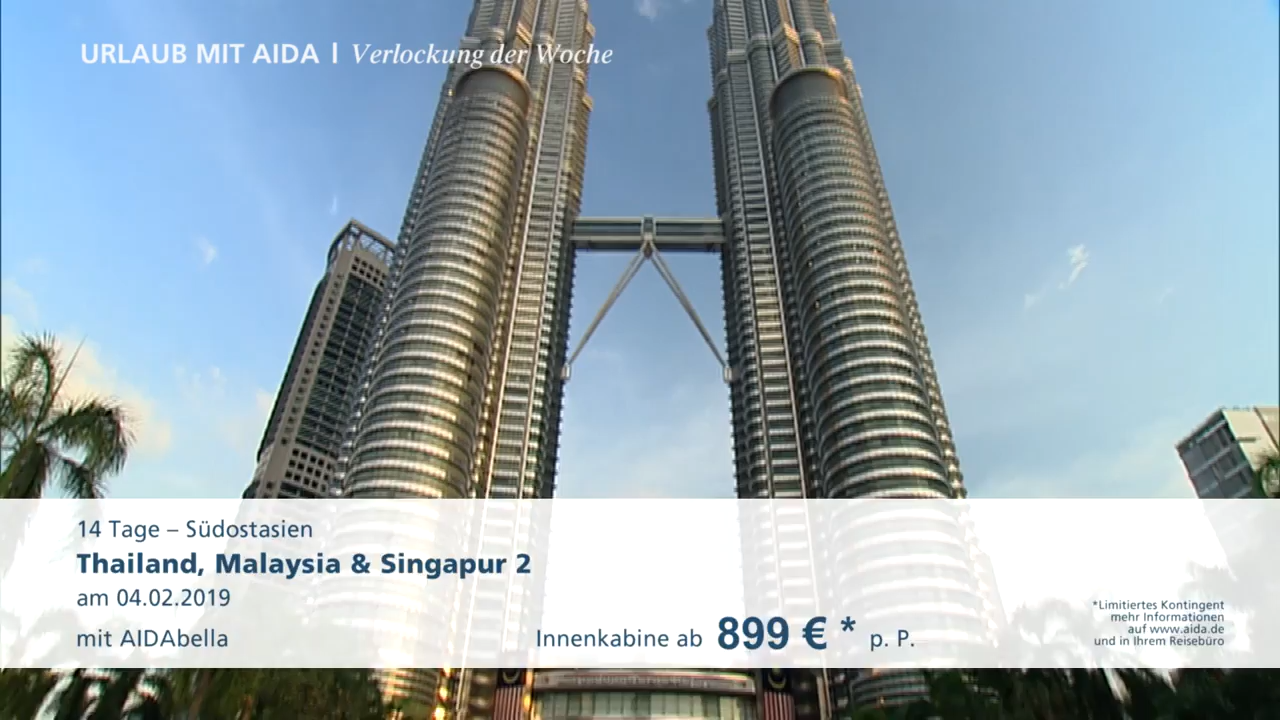 URLAUB MIT AIDA | Verlockung der Woche
14 Tage – Südostasien
Thailand, Malaysia & Singapur 2
am 04.02.2019
mit AIDAbella
Innenkabine ab 899 € * p. P.
*Limitiertes Kontingent
mehr Informationen
auf www.aida.de
und in Ihrem Reisebüro